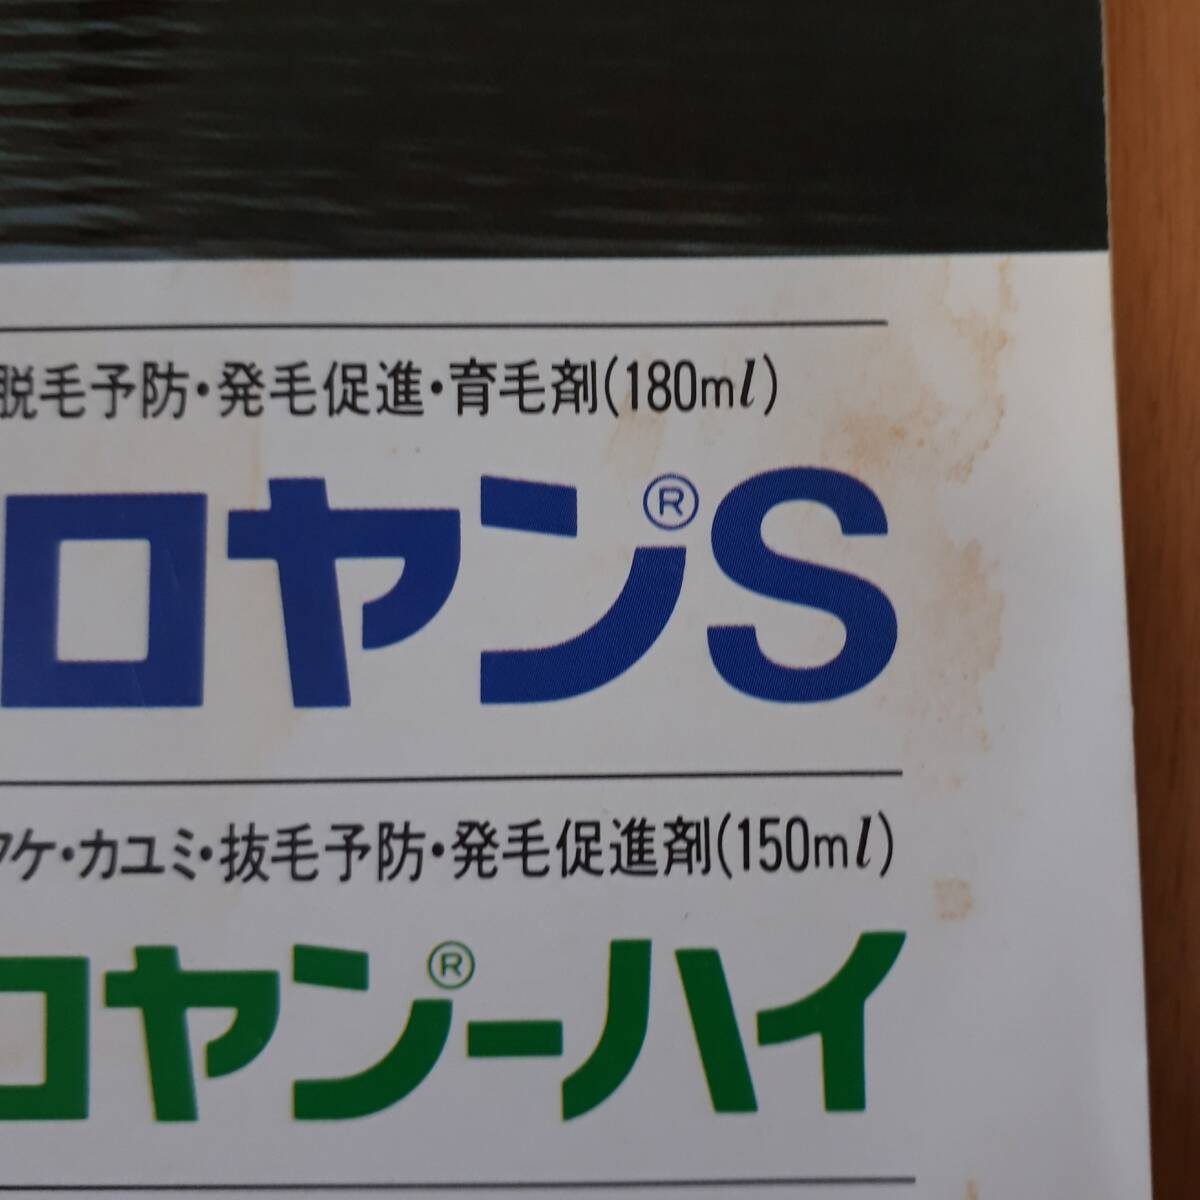 脱毛予防・発毛促進・育毛剤(180ml)
ロヤン®S
ケ・カユミ・抜毛予防・発毛促進剤(150ml)
ロヤン®-ハイ